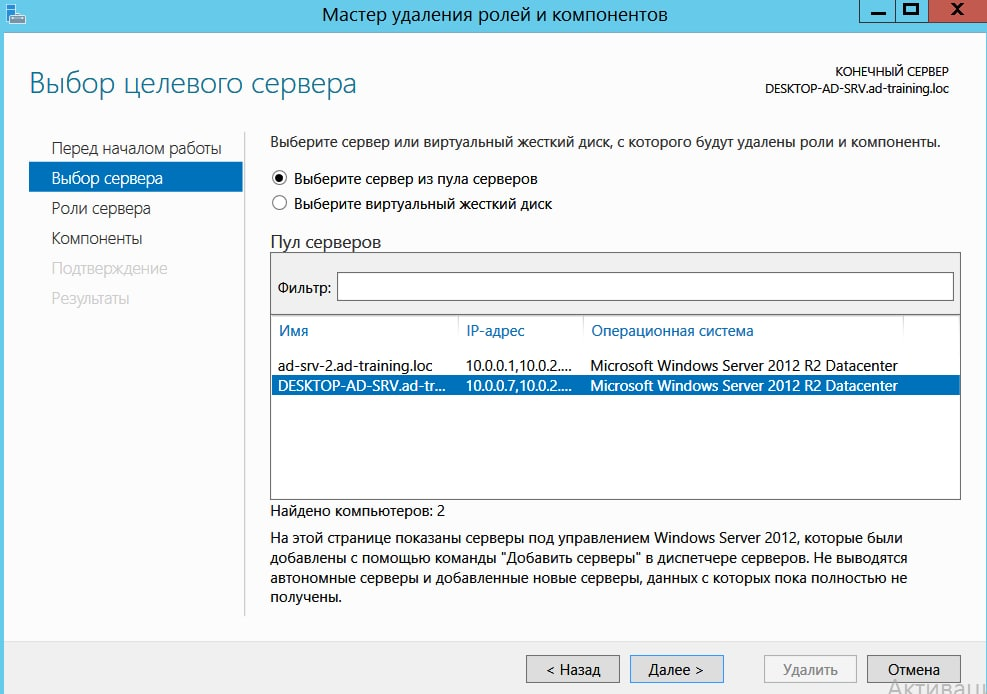 Мастер удаления ролей и компонентов
Выбор целевого сервера
КОНЕЧНЫЙ СЕРВЕР
DESKTOP-AD-SRV.ad-training.loc
Перед началом работы
Выбор сервера
Роли сервера
Компоненты
Подтверждение
Результаты
Выберите сервер или виртуальный жесткий диск, с которого будут удалены роли и компоненты.
Выберите сервер из пула серверов
Выберите виртуальный жесткий диск
Пул серверов
Фильтр:
Имя IP-адрес Операционная система
ad-srv-2.ad-training.loc 10.0.0.1,10.0.2.... Microsoft Windows Server 2012 R2 Datacenter
DESKTOP-AD-SRV.ad-tr... 10.0.0.7,10.0.2.... Microsoft Windows Server 2012 R2 Datacenter
Найдено компьютеров: 2
На этой странице показаны серверы под управлением Windows Server 2012, которые были
добавлены с помощью команды "Добавить серверы" в диспетчере серверов. Не выводятся
автономные серверы и добавленные новые серверы, данных с которых пока полностью не
получены.
< Назад Далее > Удалить Отмена